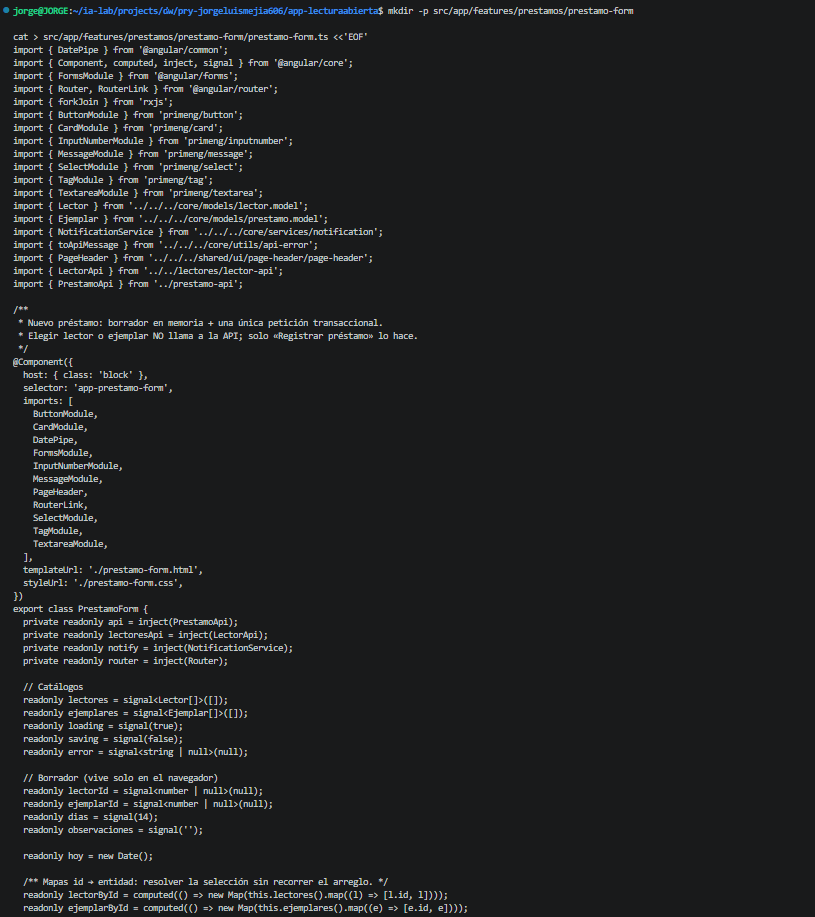 jorge@JORGE:~/ia-lab/projects/dw/pry-jorgeluismejia606/app-lecturaabierta$ mkdir -p src/app/features/prestamos/prestamo-form

cat > src/app/features/prestamos/prestamo-form/prestamo-form.ts <<'EOF'
import { DatePipe } from '@angular/common';
import { Component, computed, inject, signal } from '@angular/core';
import { FormsModule } from '@angular/forms';
import { Router, RouterLink } from '@angular/router';
import { forkJoin } from 'rxjs';
import { ButtonModule } from 'primeng/button';
import { CardModule } from 'primeng/card';
import { InputNumberModule } from 'primeng/inputnumber';
import { MessageModule } from 'primeng/message';
import { SelectModule } from 'primeng/select';
import { TagModule } from 'primeng/tag';
import { TextareaModule } from 'primeng/textarea';
import { Lector } from '../../../core/models/lector.model';
import { Ejemplar } from '../../../core/models/prestamo.model';
import { NotificationService } from '../../../core/services/notification';
import { toApiMessage } from '../../../core/utils/api-error';
import { PageHeader } from '../../../shared/ui/page-header/page-header';
import { LectorApi } from '../../lectores/lector-api';
import { PrestamoApi } from '../prestamo-api';

/**
 * Nuevo préstamo: borrador en memoria + una única petición transaccional.
 * Elegir lector o ejemplar NO llama a la API; solo «Registrar préstamo» lo hace.
 */
@Component({
  host: { class: 'block' },
  selector: 'app-prestamo-form',
  imports: [
    ButtonModule,
    CardModule,
    DatePipe,
    FormsModule,
    InputNumberModule,
    MessageModule,
    PageHeader,
    RouterLink,
    SelectModule,
    TagModule,
    TextareaModule,
  ],
  templateUrl: './prestamo-form.html',
  styleUrl: './prestamo-form.css',
})
export class PrestamoForm {
  private readonly api = inject(PrestamoApi);
  private readonly lectoresApi = inject(LectorApi);
  private readonly notify = inject(NotificationService);
  private readonly router = inject(Router);

  // Catálogos
  readonly lectores = signal<Lector[]>([]);
  readonly ejemplares = signal<Ejemplar[]>([]);
  readonly loading = signal(true);
  readonly saving = signal(false);
  readonly error = signal<string | null>(null);

  // Borrador (vive solo en el navegador)
  readonly lectorId = signal<number | null>(null);
  readonly ejemplarId = signal<number | null>(null);
  readonly dias = signal(14);
  readonly observaciones = signal('');

  readonly hoy = new Date();

  /** Mapas id → entidad: resolver la selección sin recorrer el arreglo. */
  readonly lectorById = computed(() => new Map(this.lectores().map((l) => [l.id, l])));
  readonly ejemplarById = computed(() => new Map(this.ejemplares().map((e) => [e.id, e])));